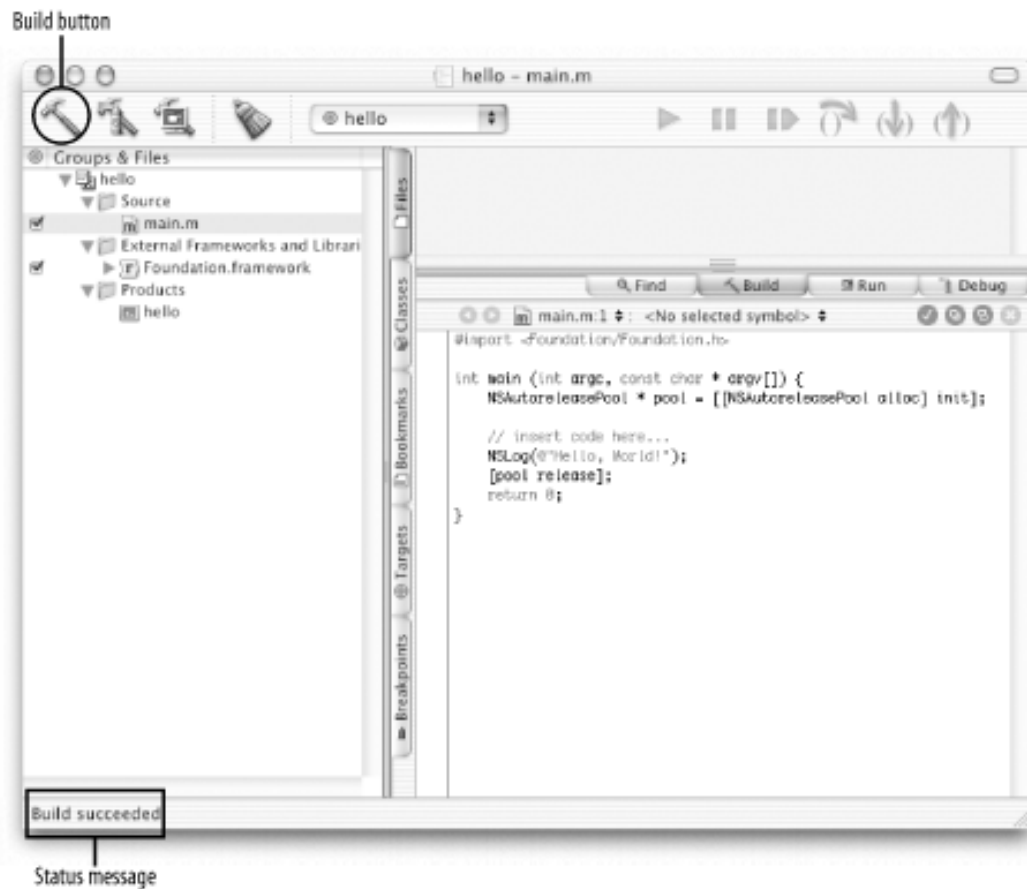 Build button
hello – main.m
hello
Groups & Files
hello
Source
main.m
External Frameworks and Librari
Foundation.framework
Products
hello
Files
Classes
Bookmarks
Targets
Breakpoints
Find
Build
Run
Debug
main.m:1 : <No selected symbol>
#import <Foundation/Foundation.h>
int main (int argc, const char * argv[]) {
NSAutoreleasePool * pool = [[NSAutoreleasePool alloc] init];
// insert code here...
NSLog(@"Hello, World!");
[pool release];
return 0;
}
Build succeeded
Status message